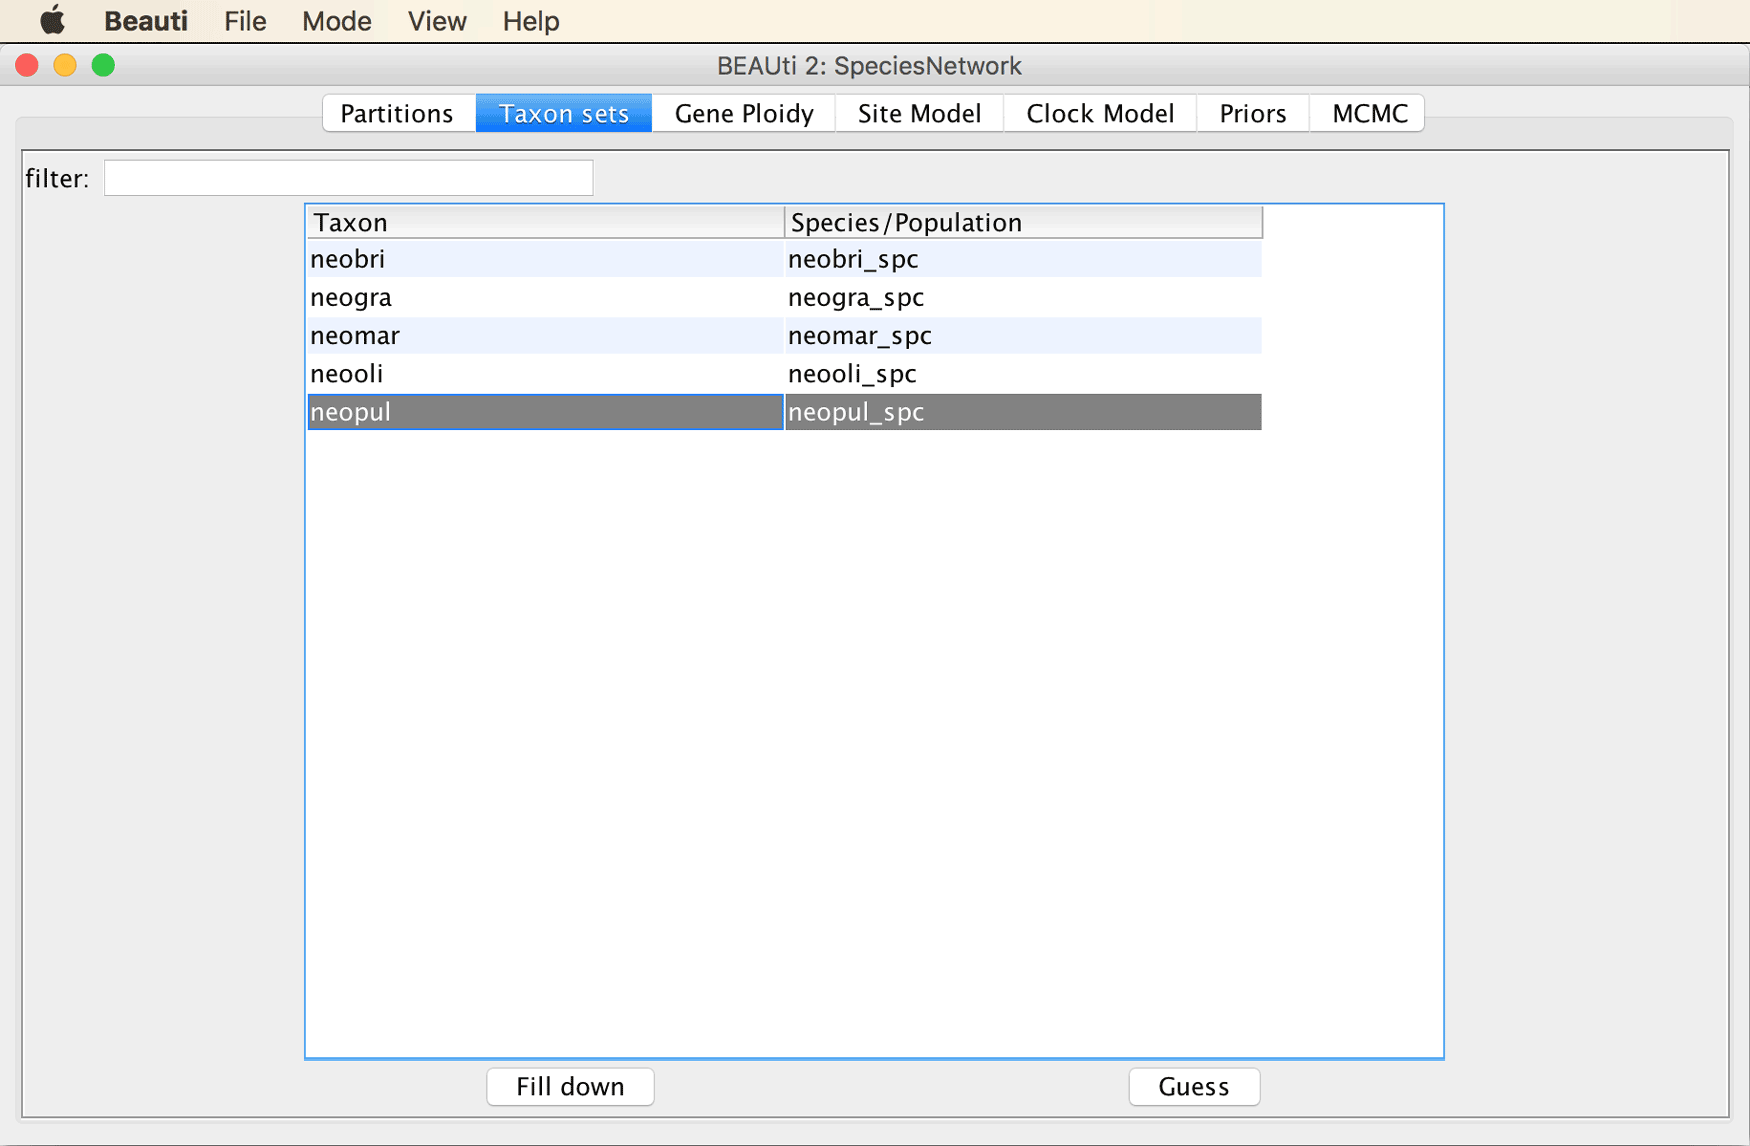 Beauti File Mode View Help
BEAUti 2: SpeciesNetwork
Partitions Taxon sets Gene Ploidy Site Model Clock Model Priors MCMC
filter:
Taxon Species/Population
neobri neobri_spc
neogra neogra_spc
neomar neomar_spc
neooli neooli_spc
neopul neopul_spc
Fill down Guess